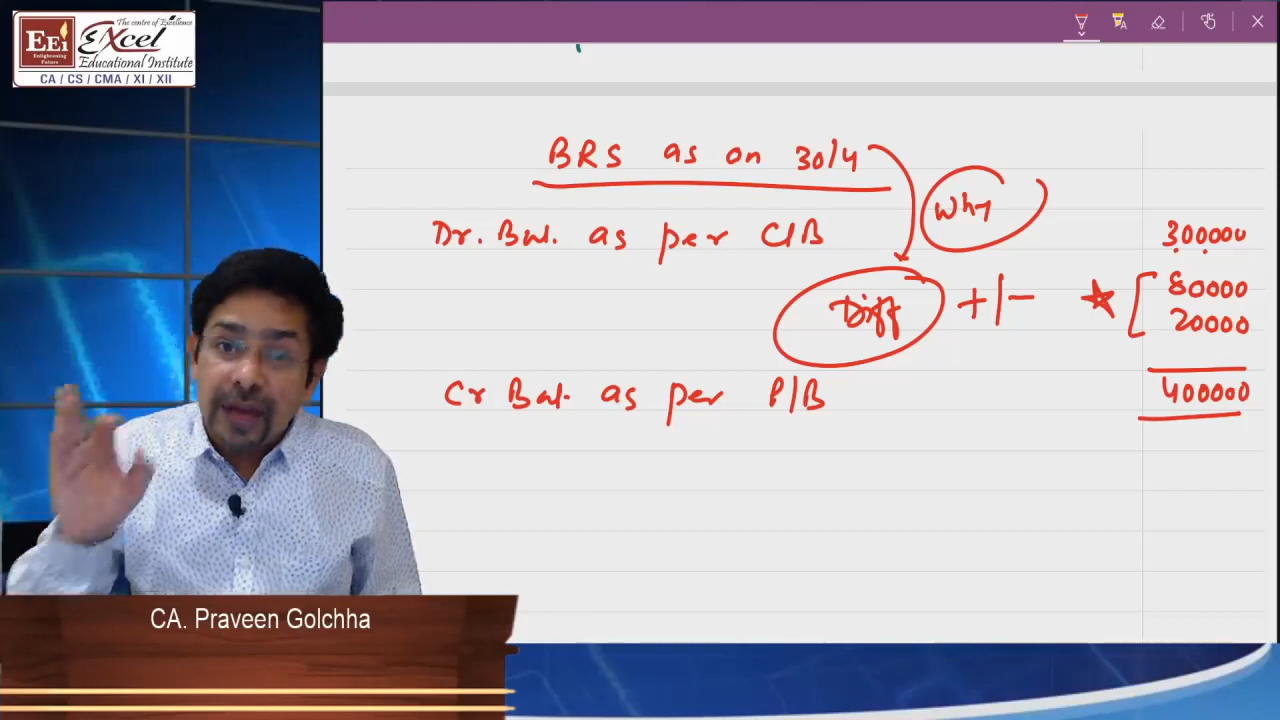 The centre of Excellence
EEi
Enlightening
Future
eXcel
Educational Institute
CA / CS / CMA / XI / XII
BRS as on 30/4
Why
Dr. Bal. as per C/B 300000
Diff +/- ★ [ 80000
20000
Cr Bal. as per P/B 400000
CA. Praveen Golchha